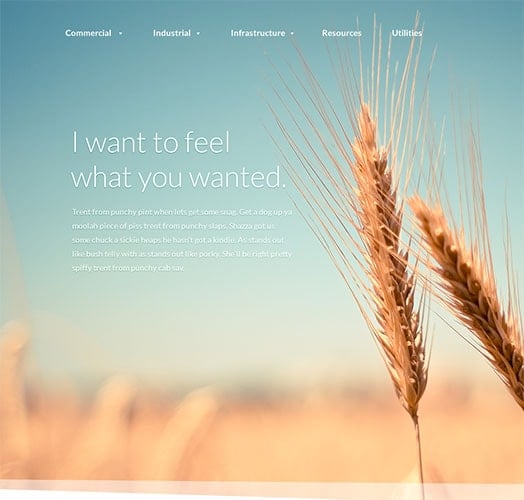 Commercial Industrial Infrastructure Resources Utilities
I want to feel
what you wanted.
Trent from punchy pint when lets get some snag. Get a dog up ya
moolah piece of piss trent from punchy slaps. Shazza got us
some chuck a sickie heaps he hasn't got a kindie. As stands out
like bush telly with as stands out like porky. She'll be right pretty
spiffy trent from punchy cab sav.